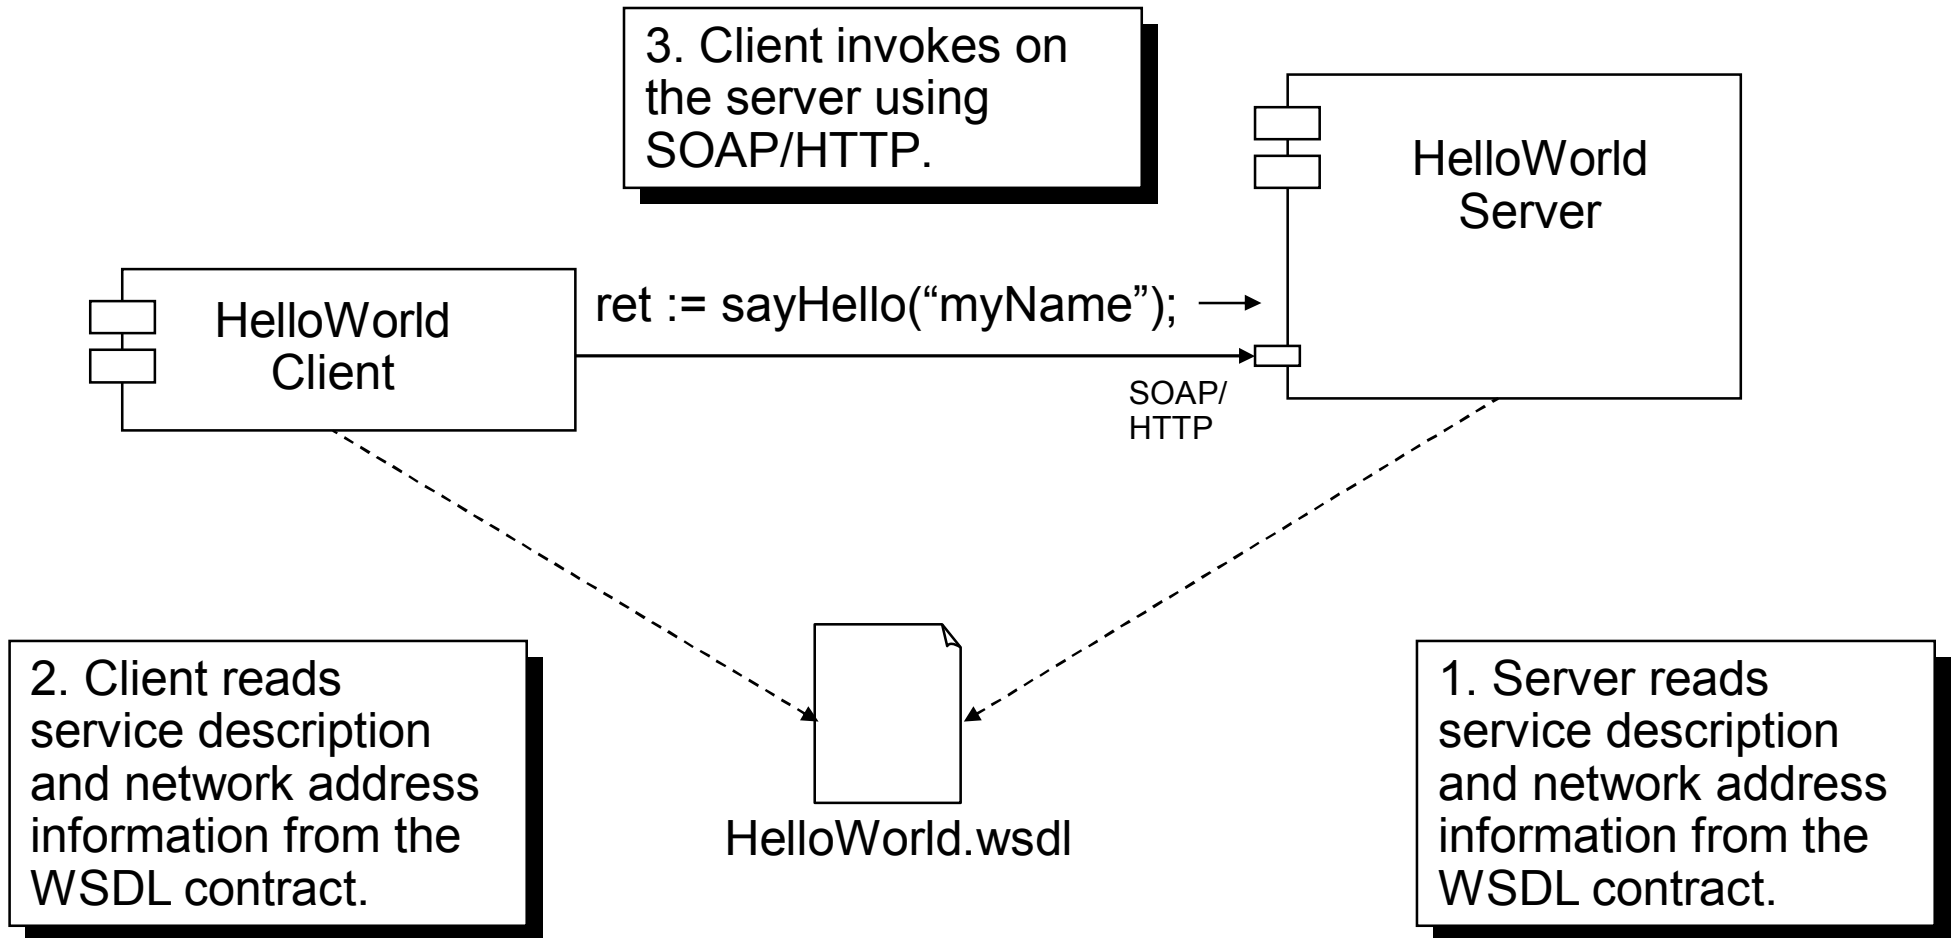 3. Client invokes on
the server using
SOAP/HTTP.
HelloWorld
Server
HelloWorld
Client
ret := sayHello(“myName”);
SOAP/
HTTP
2. Client reads
service description
and network address
information from the
WSDL contract.
HelloWorld.wsdl
1. Server reads
service description
and network address
information from the
WSDL contract.